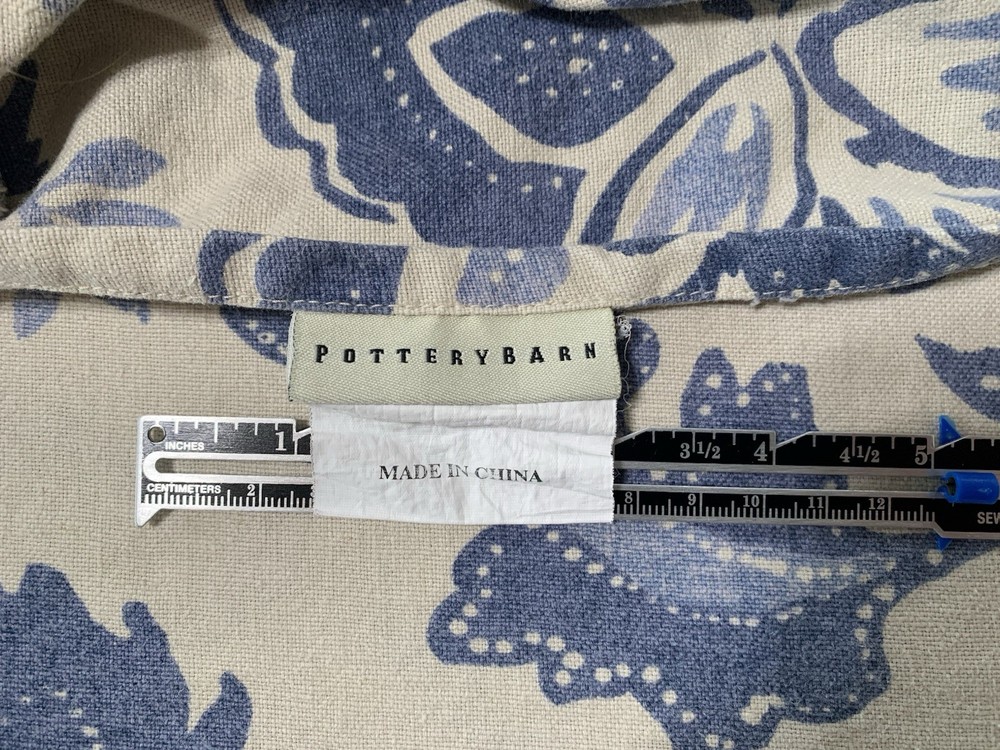 POTTERYBARN
INCHES 1 3 1/2 4 4 1/2 5
MADE IN CHINA
CENTIMETERS 2 8 9 10 11 12
SEW